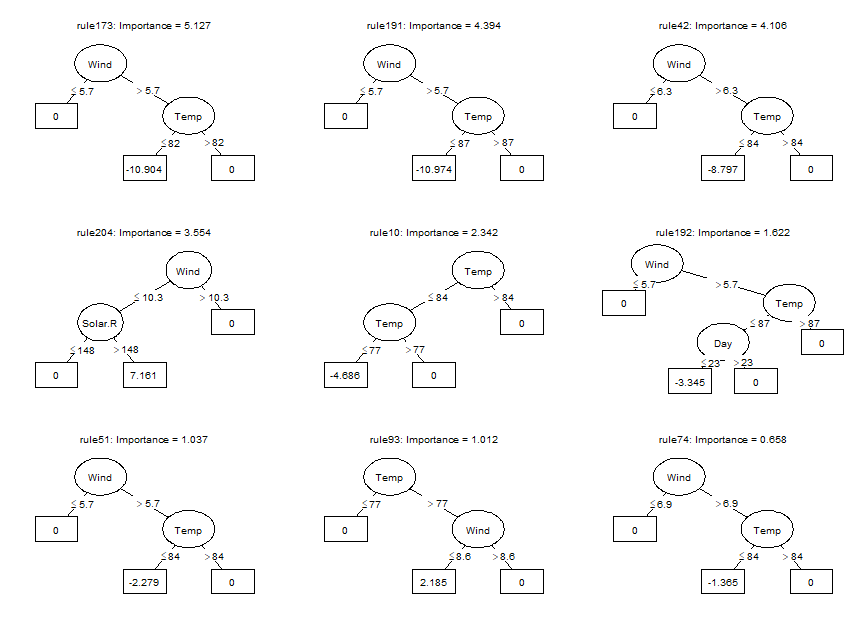 rule173: Importance = 5.127
Wind
≤ 5.7
> 5.7
0
Temp
≤ 82
> 82
-10.904
0
rule191: Importance = 4.394
Wind
≤ 5.7
> 5.7
0
Temp
≤ 87
> 87
-10.974
0
rule42: Importance = 4.106
Wind
≤ 6.3
> 6.3
0
Temp
≤ 84
> 84
-8.797
0
rule204: Importance = 3.554
Wind
≤ 10.3
> 10.3
Solar.R
0
≤ 148
> 148
0
7.161
rule10: Importance = 2.342
Temp
≤ 84
> 84
Temp
0
≤ 77
> 77
-4.686
0
rule192: Importance = 1.622
Wind
≤ 5.7
> 5.7
0
Temp
≤ 87
> 87
Day
0
≤ 23
> 23
-3.345
0
rule51: Importance = 1.037
Wind
≤ 5.7
> 5.7
0
Temp
≤ 84
> 84
-2.279
0
rule93: Importance = 1.012
Temp
≤ 77
> 77
0
Wind
≤ 8.6
> 8.6
2.185
0
rule74: Importance = 0.658
Wind
≤ 6.9
> 6.9
0
Temp
≤ 84
> 84
-1.365
0